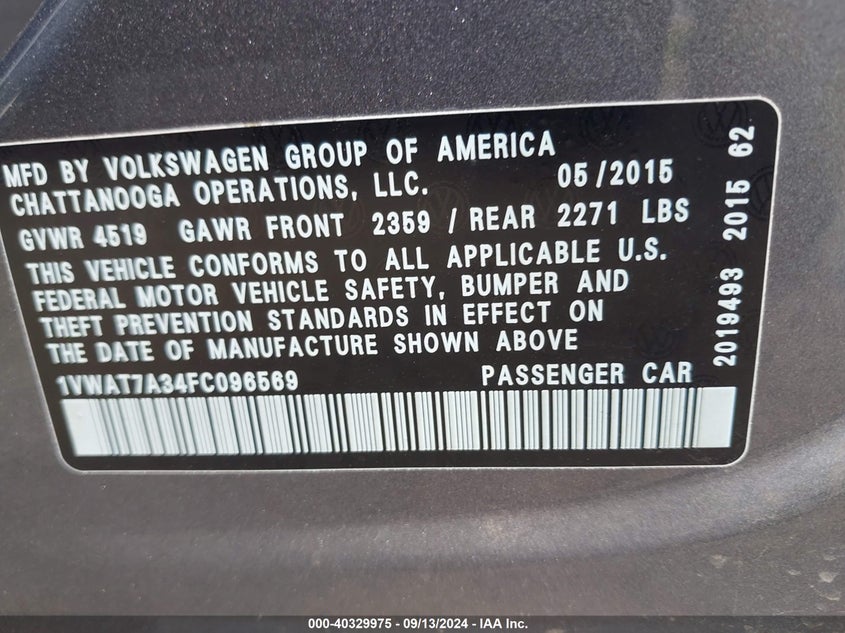 MFD BY VOLKSWAGEN GROUP OF AMERICA
CHATTANOOGA OPERATIONS, LLC. 05/2015
GVWR 4519 GAWR FRONT 2359 / REAR 2271 LBS
THIS VEHICLE CONFORMS TO ALL APPLICABLE U.S.
FEDERAL MOTOR VEHICLE SAFETY, BUMPER AND
THEFT PREVENTION STANDARDS IN EFFECT ON
THE DATE OF MANUFACTURE SHOWN ABOVE
1VWAT7A34FC096569 PASSENGER CAR
2019493 2015 62
000-40329975 - 09/13/2024 - IAA Inc.